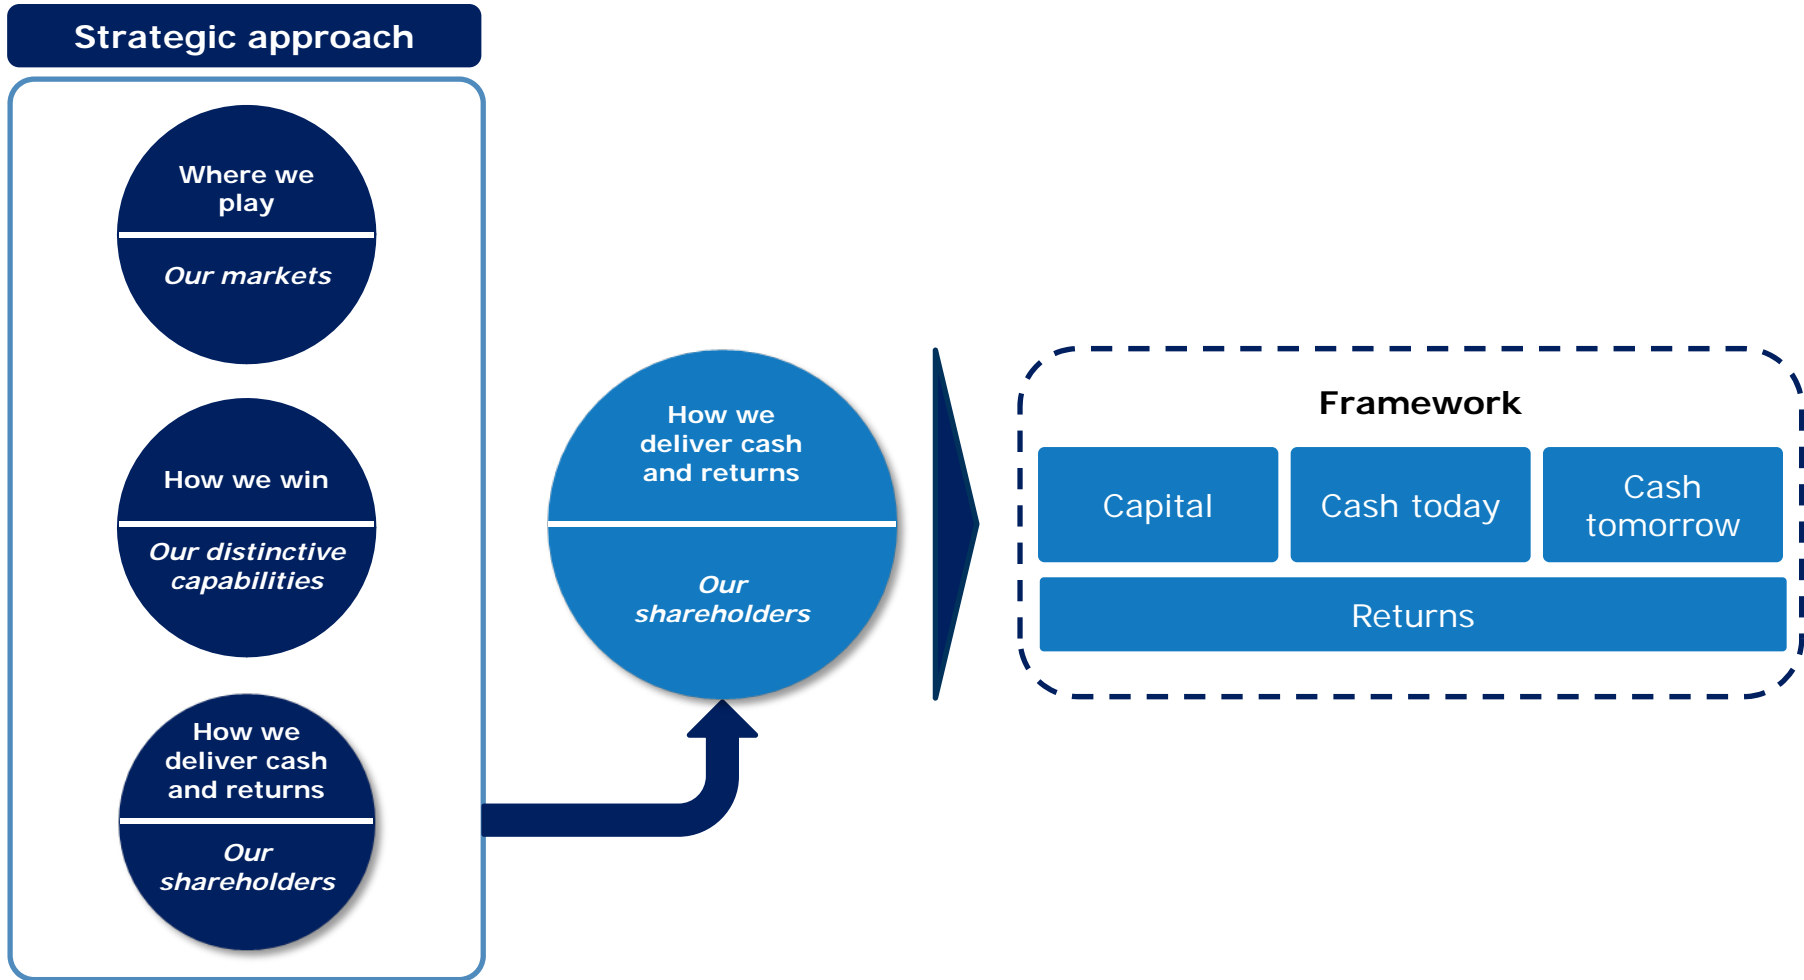 Strategic approach
Where we
play
Our markets
How we win
Our distinctive
capabilities
How we
deliver cash
and returns
Our
shareholders
How we
deliver cash
and returns
Our
shareholders
Framework
Capital
Cash today
Cash
tomorrow
Returns